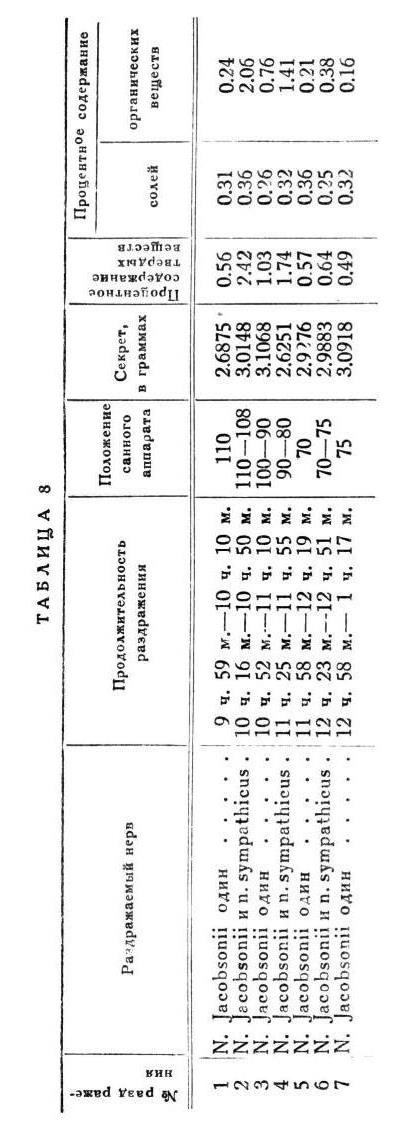 ТАБЛИЦА 8
№ раздраже-
ния
Раздражаемый нерв
Продолжительность
раздражения
Положение
санного
аппарата
Секрет,
в граммах
Процентное
содержание
твердых
веществ
Процентное содержание
солей
органических
веществ
1 N. Jacobsonii один . . . . . . 9 ч. 59 м.—10 ч. 10 м. 110 2.6875 0.56 0.31 0.24
2 N. Jacobsonii и n. sympathicus . 10 ч. 16 м.—10 ч. 50 м. 110—108 3.0148 2.42 0.36 2.06
3 N. Jacobsonii один . . . . . . 10 ч. 52 м.—11 ч. 10 м. 100—90 3.1068 1.03 0.26 0.76
4 N. Jacobsonii и n. sympathicus . 11 ч. 25 м.—11 ч. 55 м. 90—80 2.6251 1.74 0.32 1.41
5 N. Jacobsonii один . . . . . . 11 ч. 58 м.—12 ч. 19 м. 70 2.9276 0.57 0.36 0.21
6 N. Jacobsonii и n. sympathicus . 12 ч. 23 м.—12 ч. 51 м. 70—75 2.9883 0.64 0.25 0.38
7 N. Jacobsonii один . . . . . . 12 ч. 58 м.— 1 ч. 17 м. 75 3.0918 0.49 0.32 0.16